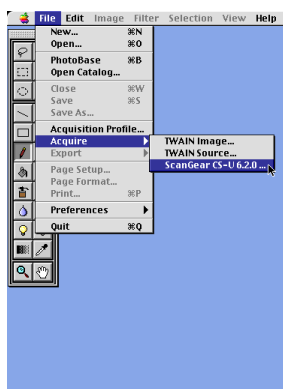 File Edit Image Filter Selection View Help
New... ⌘N
Open... ⌘O
PhotoBase ⌘B
Open Catalog...
Close ⌘W
Save ⌘S
Save As...
Acquisition Profile...
Acquire
TWAIN Image...
Export
TWAIN Source...
ScanGear CS-U 6.2.0 ...
Page Setup...
Page Format...
Print... ⌘P
Preferences
Quit ⌘Q